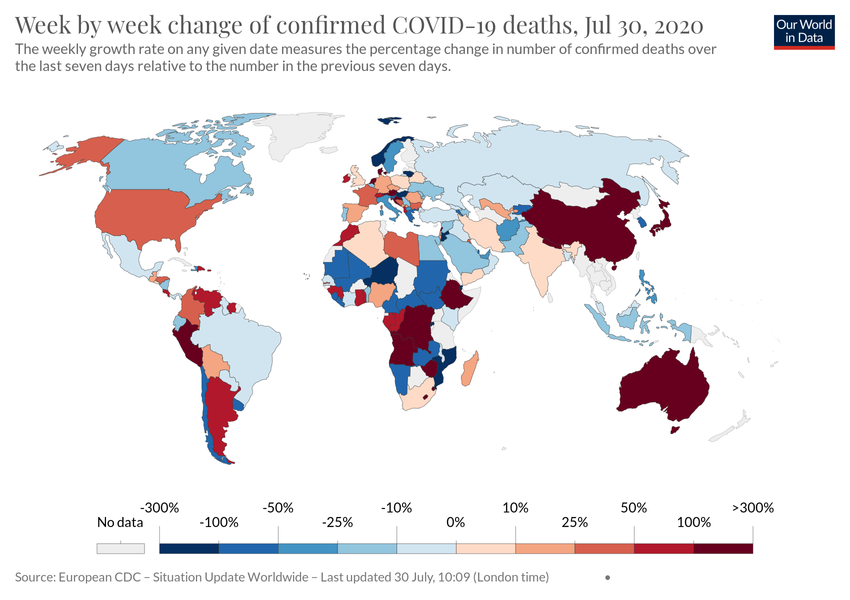 Week by week change of confirmed COVID-19 deaths, Jul 30, 2020
Our World
in Data
The weekly growth rate on any given date measures the percentage change in number of confirmed deaths over
the last seven days relative to the number in the previous seven days.
-300% -50% -10% 10% 50% >300%
No data -100% -25% 0% 25% 100%
Source: European CDC – Situation Update Worldwide – Last updated 30 July, 10:09 (London time) •